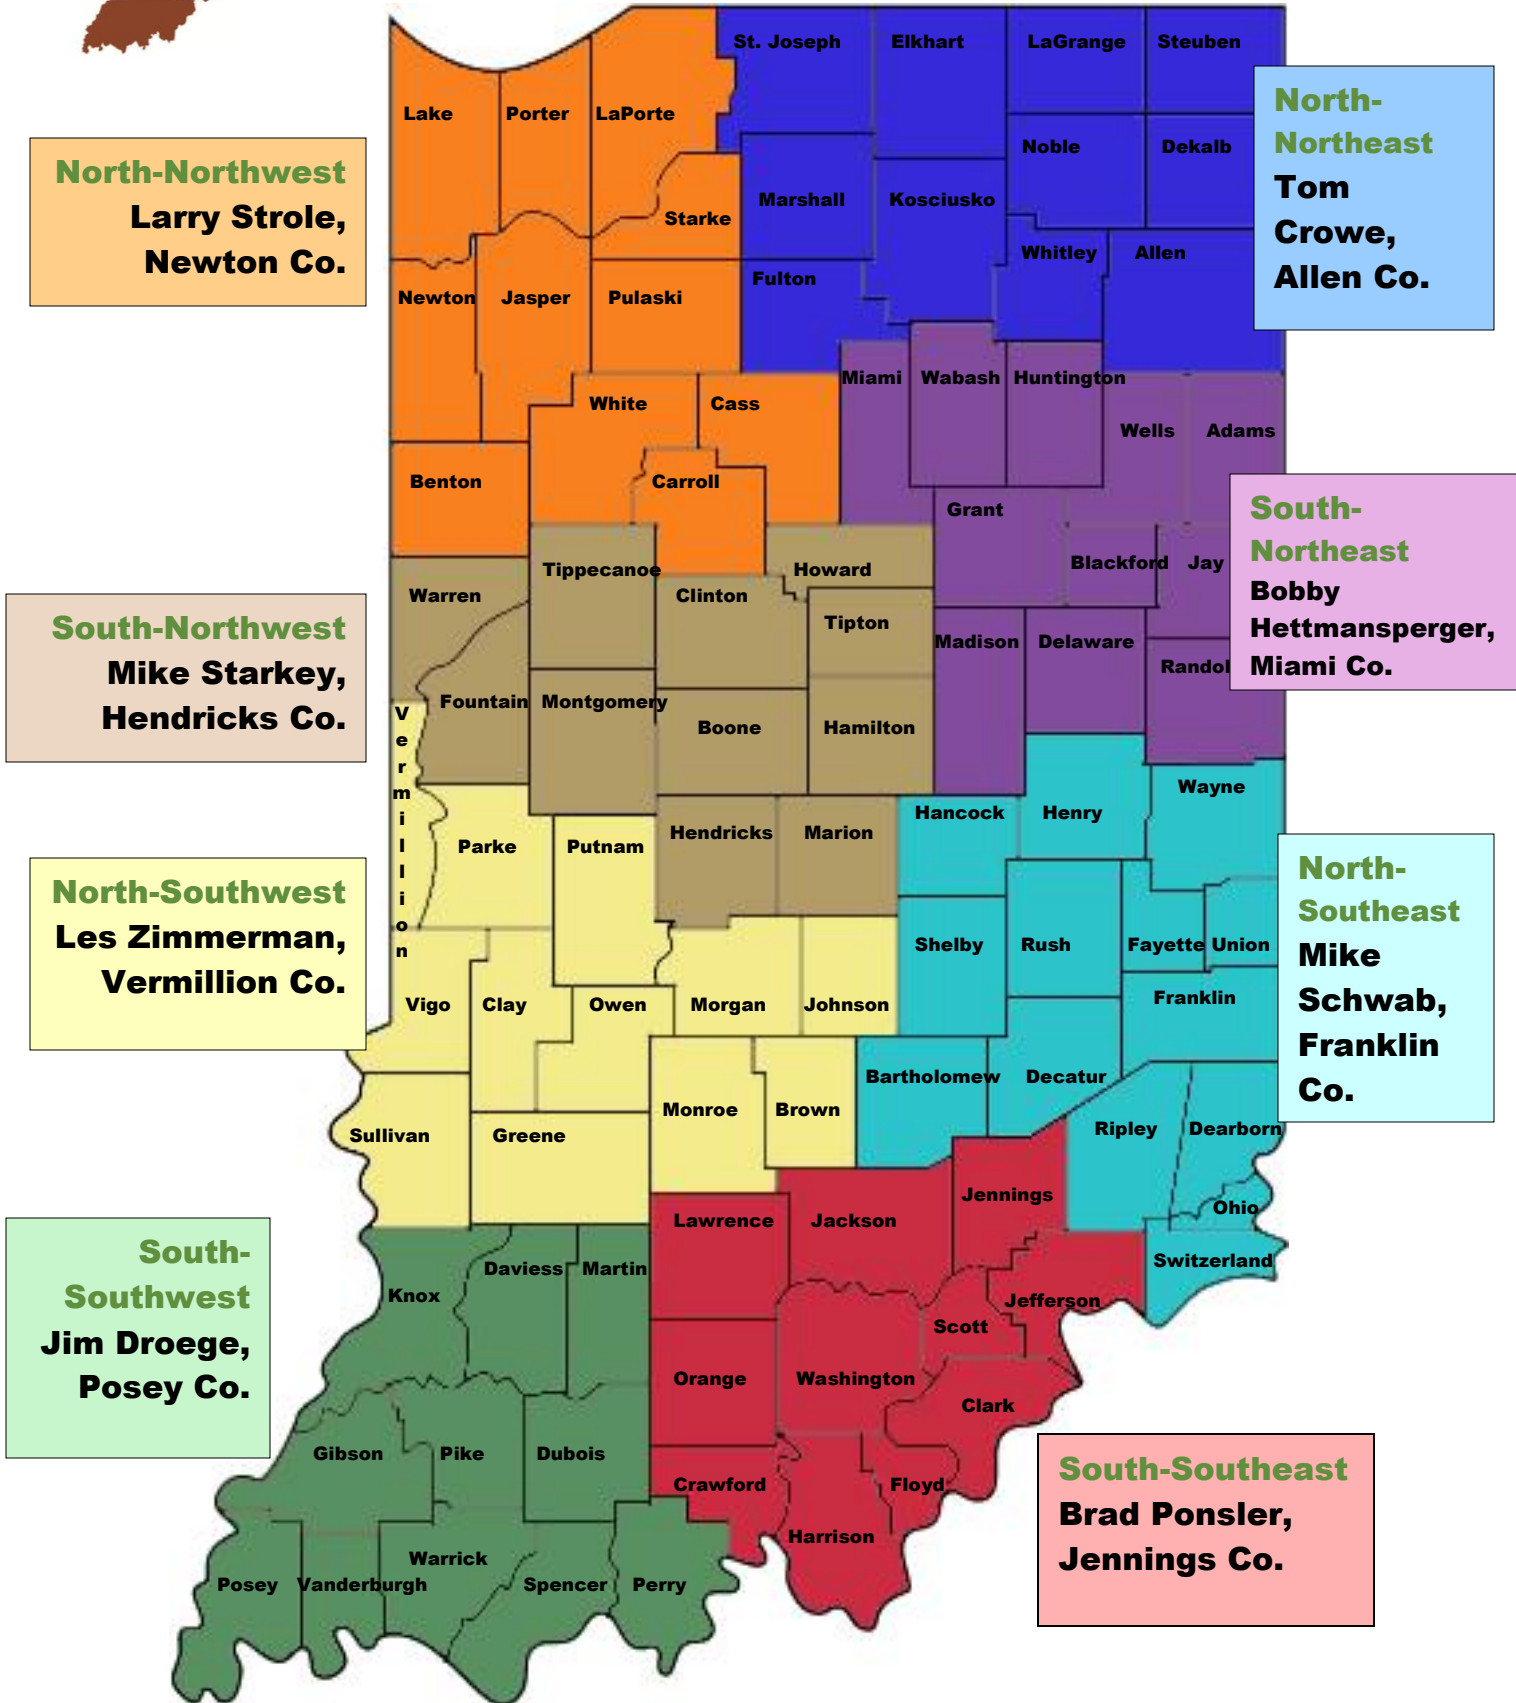 St. Joseph Elkhart LaGrange Steuben
North-
Northeast
Tom
Crowe,
Allen Co.
Lake Porter LaPorte
Noble Dekalb
North-Northwest
Larry Strole,
Newton Co.
Marshall Kosciusko
Starke
Whitley Allen
Fulton
Newton Jasper Pulaski
Miami Wabash Huntington
White Cass
Wells Adams
Benton Carroll
South-
Northeast
Bobby
Hettmansperger,
Miami Co.
Grant
Blackford Jay
Tippecanoe Howard
Warren Clinton
Tipton
South-Northwest
Mike Starkey,
Hendricks Co.
Madison Delaware
Randol
Fountain Montgomery
Boone Hamilton
V
e
r
m
i
l
l
i
o
n
Wayne
Hancock Henry
Hendricks Marion
Parke Putnam
North-Southwest
Les Zimmerman,
Vermillion Co.
North-
Southeast
Mike
Schwab,
Franklin
Co.
Shelby Rush Fayette Union
Franklin
Vigo Clay Owen Morgan Johnson
Bartholomew Decatur
Monroe Brown
Ripley Dearborn
Sullivan Greene
Jennings
Ohio
Lawrence Jackson
South-
Southwest
Jim Droege,
Posey Co.
Switzerland
Daviess Martin
Knox
Jefferson
Scott
Orange Washington
Clark
Gibson Pike Dubois
Crawford Floyd
South-Southeast
Brad Ponsler,
Jennings Co.
Harrison
Warrick
Posey Vanderburgh Spencer Perry